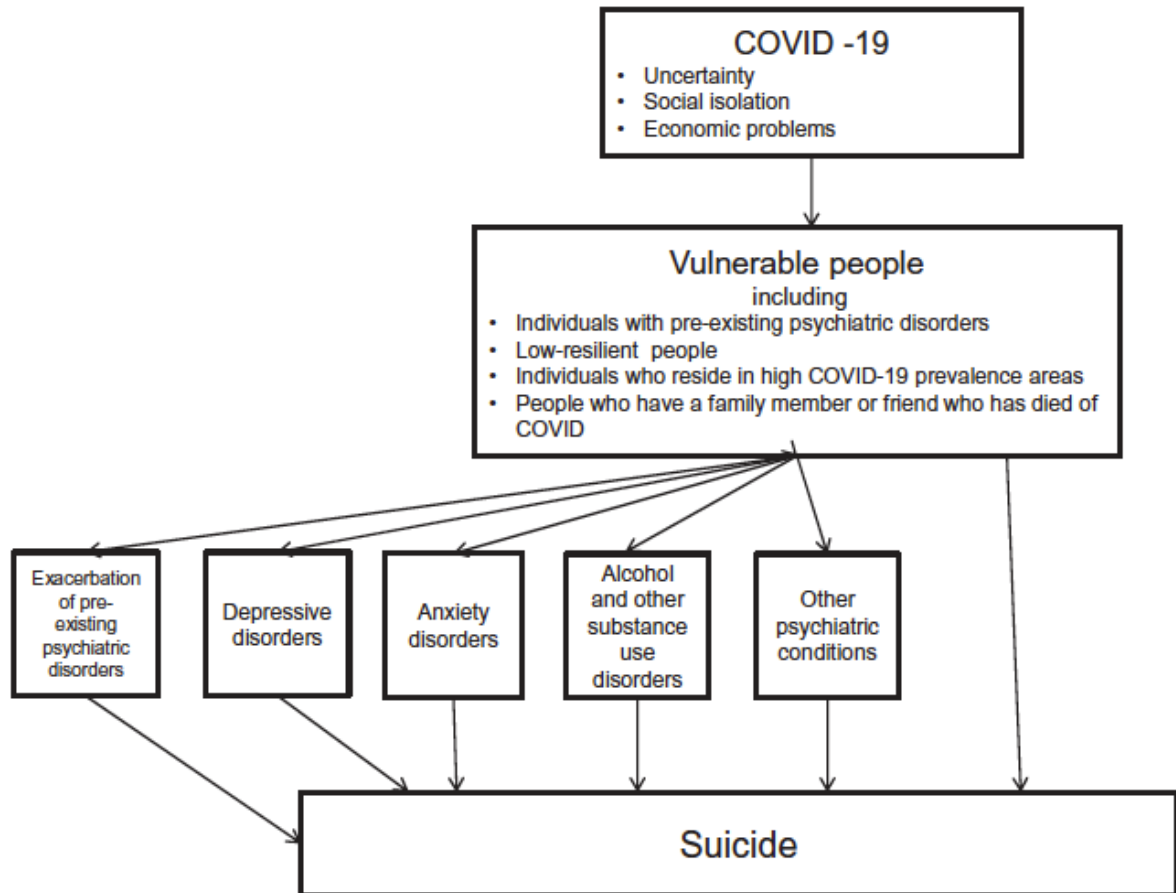 COVID -19
• Uncertainty
• Social isolation
• Economic problems
Vulnerable people
including
• Individuals with pre-existing psychiatric disorders
• Low-resilient people
• Individuals who reside in high COVID-19 prevalence areas
• People who have a family member or friend who has died of
COVID
Exacerbation
of pre-
existing
psychiatric
disorders
Depressive
disorders
Anxiety
disorders
Alcohol
and other
substance
use
disorders
Other
psychiatric
conditions
Suicide